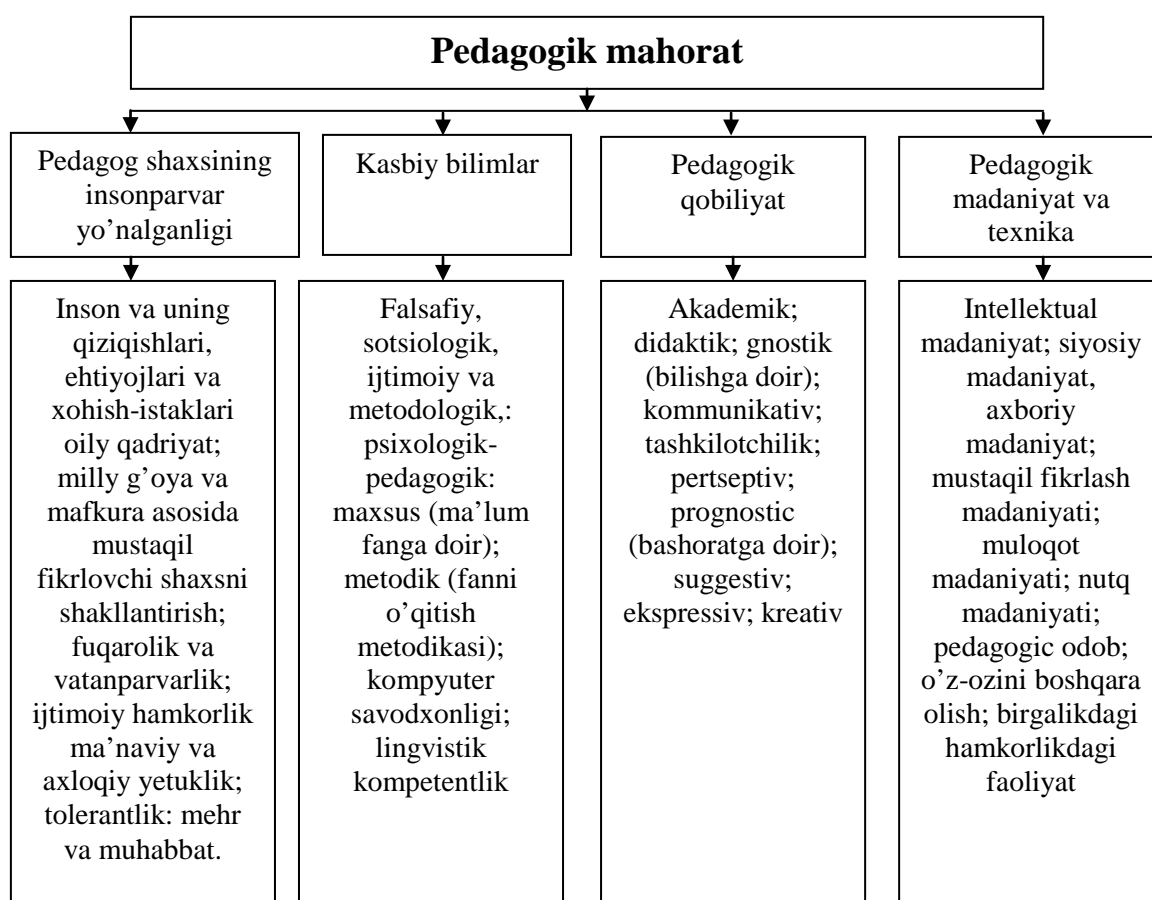 Pedagogik mahorat
Pedagog shaxsining
insonparvar
yo’nalganligi
Kasbiy bilimlar
Pedagogik
qobiliyat
Pedagogik
madaniyat va
texnika
Inson va uning
qiziqishlari,
ehtiyojlari va
xohish-istaklari
oily qadriyat;
milly g’oya va
mafkura asosida
mustaqil
fikrlovchi shaxsni
shakllantirish;
fuqarolik va
vatanparvarlik;
ijtimoiy hamkorlik
ma’naviy va
axloqiy yetuklik;
tolerantlik: mehr
va muhabbat.
Falsafiy,
sotsiologik,
ijtimoiy va
metodologik,:
psixologik-
pedagogik:
maxsus (ma’lum
fanga doir);
metodik (fanni
o’qitish
metodikasi);
kompyuter
savodxonligi;
lingvistik
kompetentlik
Akademik;
didaktik; gnostik
(bilishga doir);
kommunikativ;
tashkilotchilik;
pertseptiv;
prognostic
(bashoratga doir);
suggestiv;
ekspressiv; kreativ
Intellektual
madaniyat; siyosiy
madaniyat,
axboriy
madaniyat;
mustaqil fikrlash
madaniyati;
muloqot
madaniyati; nutq
madaniyati;
pedagogic odob;
o’z-ozini boshqara
olish; birgalikdagi
hamkorlikdagi
faoliyat